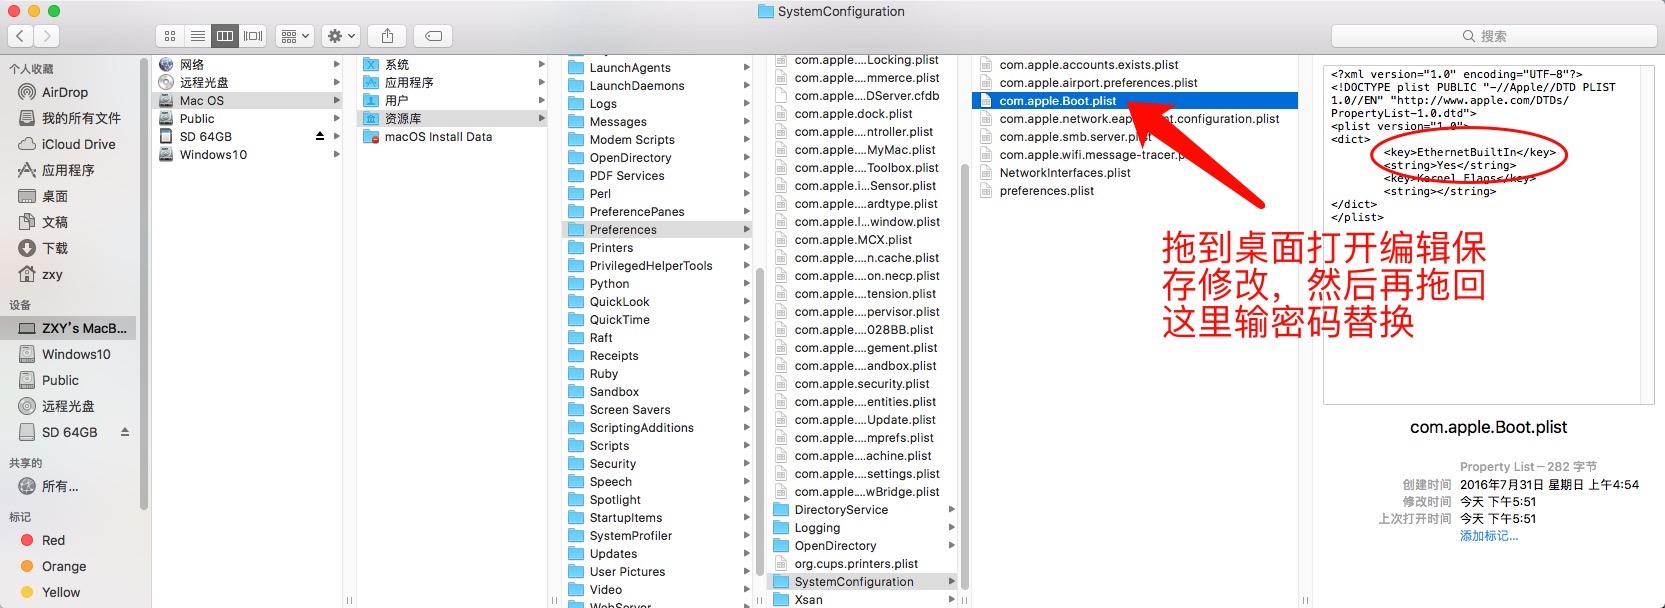 SystemConfiguration
搜索
个人收藏
AirDrop
我的所有文件
iCloud Drive
应用程序
桌面
文稿
下载
zxy
设备
ZXY's MacB...
Windows10
Public
远程光盘
SD 64GB
共享的
所有...
标记
Red
Orange
Yellow
网络
远程光盘
Mac OS
Public
SD 64GB
Windows10
系统
应用程序
用户
资源库
macOS Install Data
LaunchAgents
LaunchDaemons
Logs
Messages
Modem Scripts
OpenDirectory
PDF Services
Perl
PreferencePanes
Preferences
Printers
PrivilegedHelperTools
Python
QuickLook
QuickTime
Raft
Receipts
Ruby
Sandbox
Screen Savers
ScriptingAdditions
Scripts
Security
Speech
Spotlight
StartupItems
SystemProfiler
Updates
User Pictures
Video
WebServer
com.apple....Locking.plist
com.apple....mmerce.plist
com.apple....DServer.cfdb
com.apple.dock.plist
com.apple....ntroller.plist
com.apple....MyMac.plist
com.apple....Toolbox.plist
com.apple.i...Sensor.plist
com.apple....ardtype.plist
com.apple.l...window.plist
com.apple.MCX.plist
com.apple....n.cache.plist
com.apple....on.necp.plist
com.apple....tension.plist
com.apple....pervisor.plist
com.apple....028BB.plist
com.apple....gement.plist
com.apple....andbox.plist
com.apple.security.plist
com.apple....entities.plist
com.apple....Update.plist
com.apple....mprefs.plist
com.apple....achine.plist
com.apple....settings.plist
com.apple....wBridge.plist
DirectoryService
Logging
OpenDirectory
org.cups.printers.plist
SystemConfiguration
Xsan
com.apple.accounts.exists.plist
com.apple.airport.preferences.plist
com.apple.Boot.plist
com.apple.network.eap
nt.configuration.plist
com.apple.smb.server.pl
com.apple.wifi.message-tracer.p
NetworkInterfaces.plist
preferences.plist
拖到桌面打开编辑保
存修改，然后再拖回
这里输密码替换
<?xml version="1.0" encoding="UTF-8"?>
<!DOCTYPE plist PUBLIC "-//Apple//DTD PLIST
1.0//EN" "http://www.apple.com/DTDs/
PropertyList-1.0.dtd">
<plist version="1.0">
<dict>
<key>EthernetBuiltIn</key>
<string>Yes</string>
<key>Kernel Flags</key>
<string></string>
</dict>
</plist>
com.apple.Boot.plist
Property List — 282 字节
创建时间 2016年7月31日 星期日 上午4:54
修改时间 今天 下午5:51
上次打开时间 今天 下午5:51
添加标记...